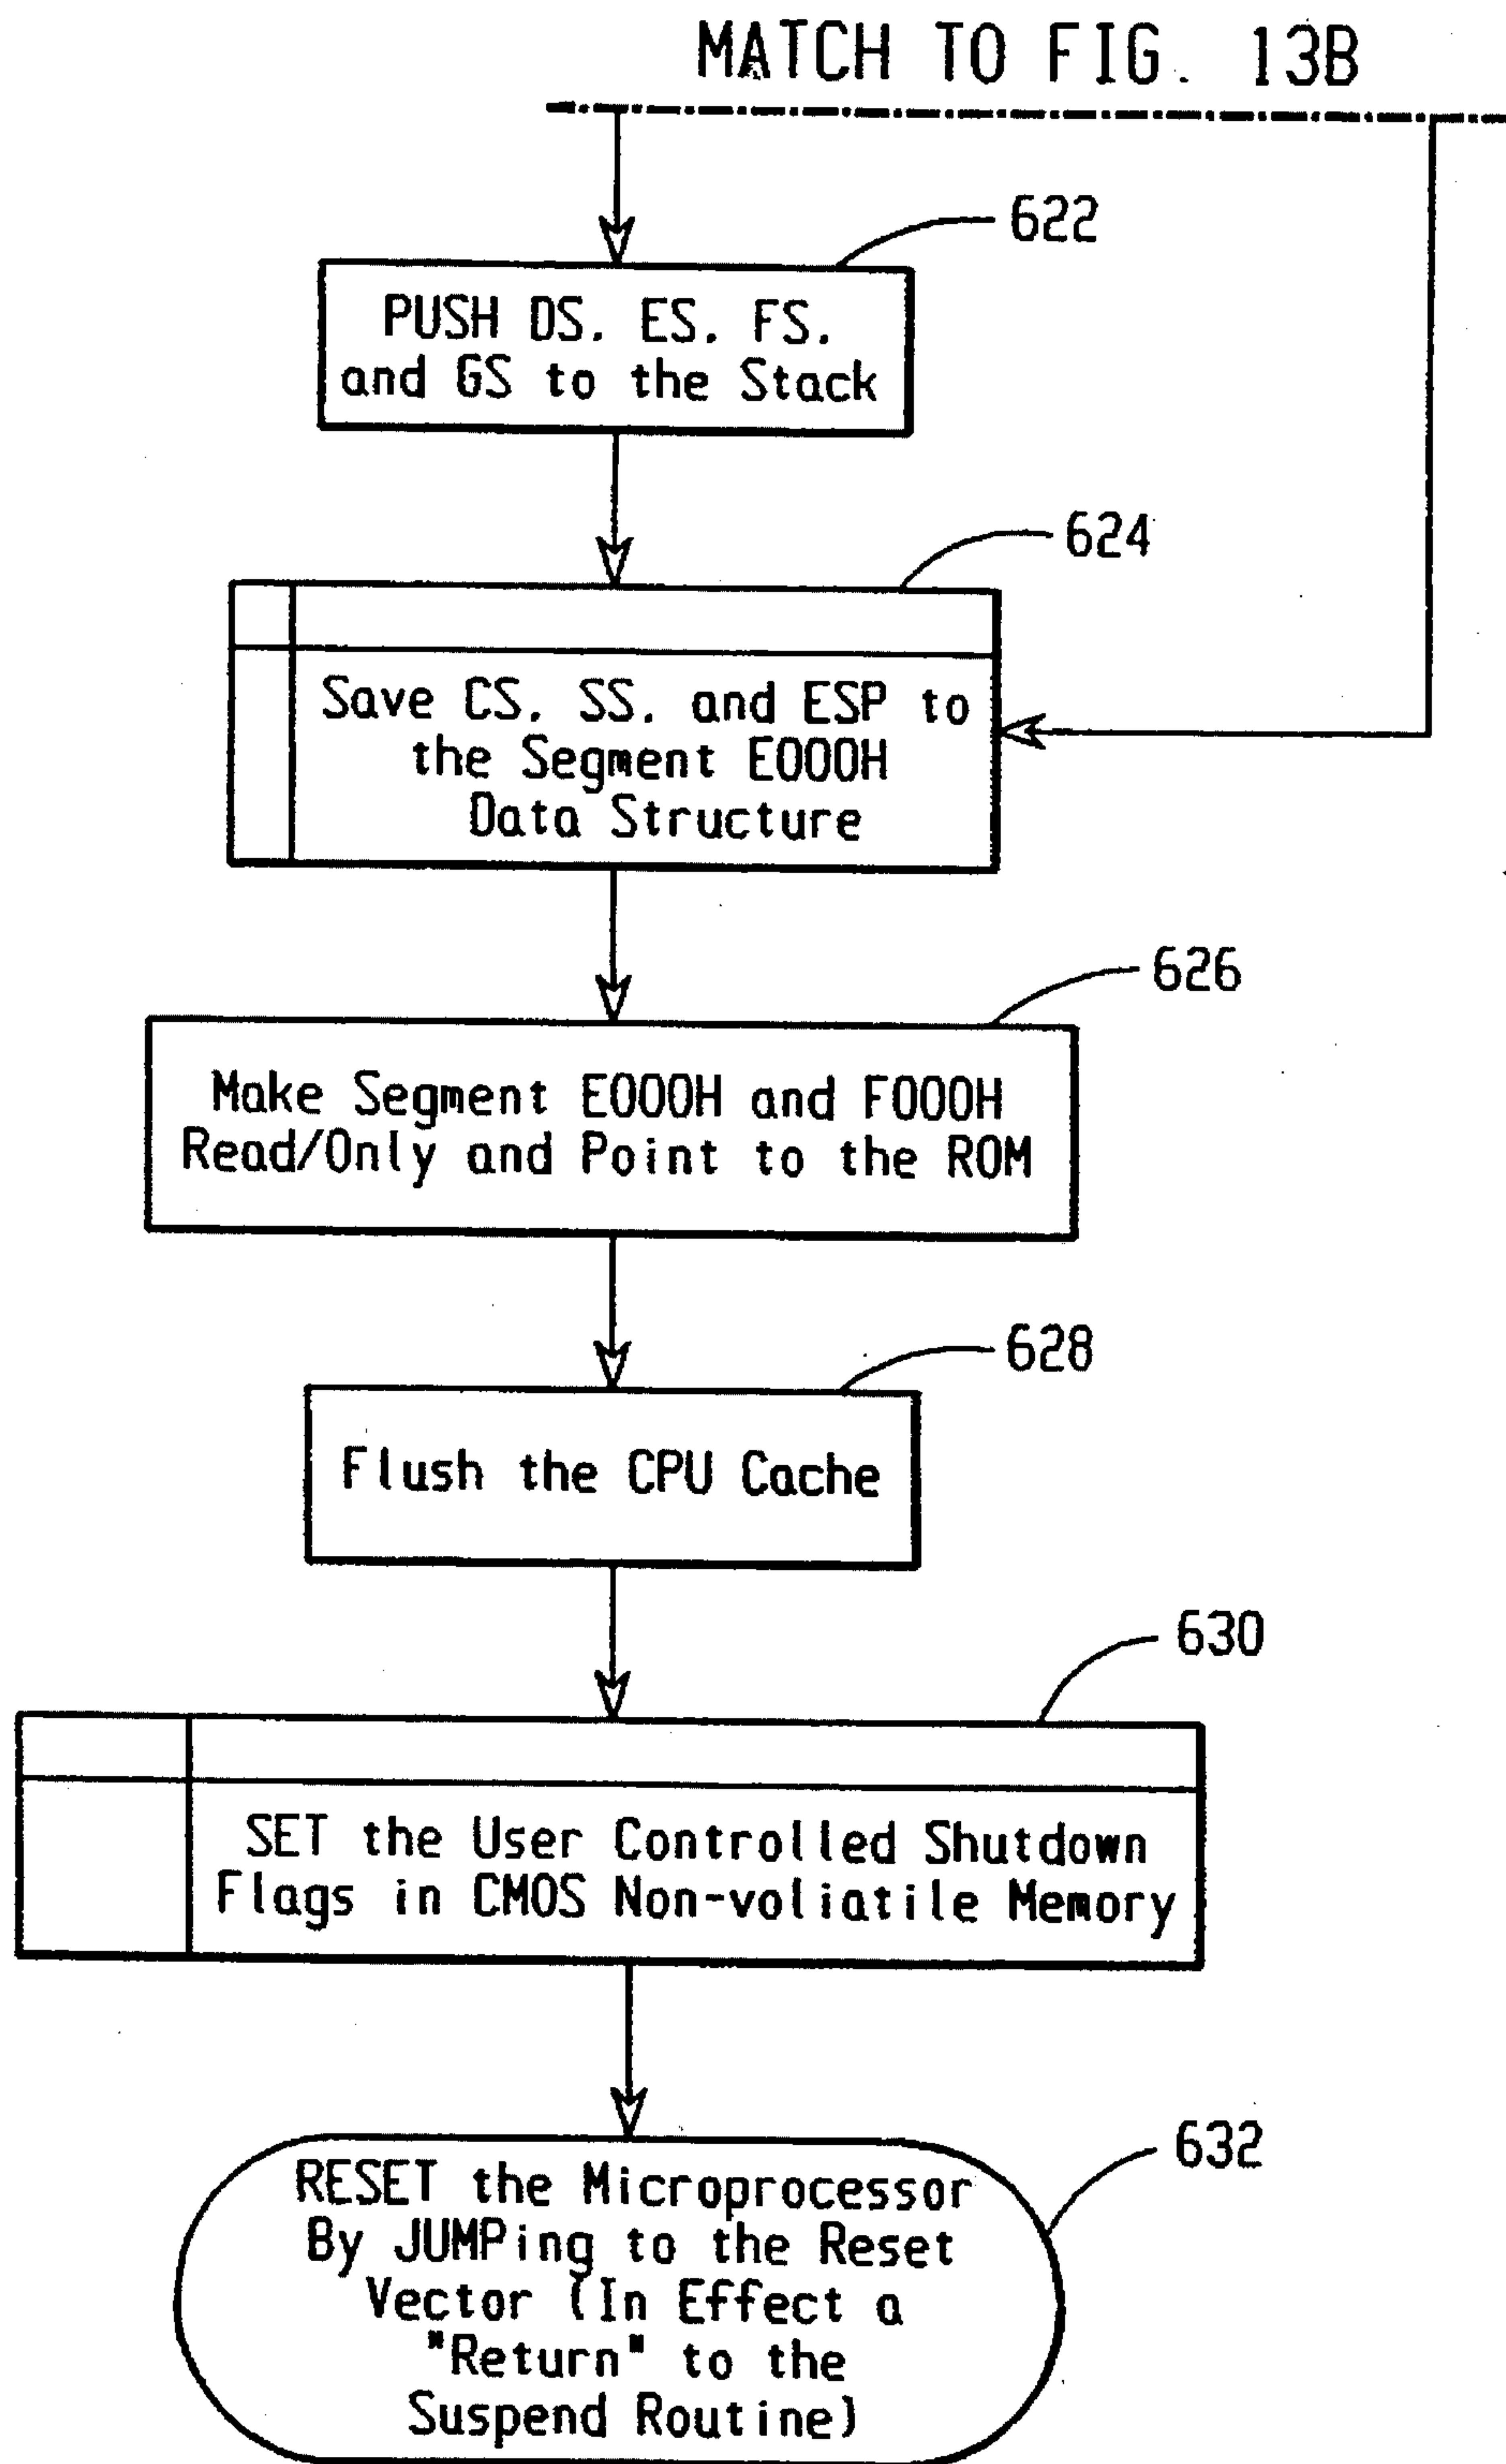 MATCH TO FIG. 13B
622
PUSH DS, ES, FS,
and GS to the Stack
624
Save CS, SS, and ESP to
the Segment E000H
Data Structure
626
Make Segment E000H and F000H
Read/Only and Point to the ROM
628
Flush the CPU Cache
630
SET the User Controlled Shutdown
Flags in CMOS Non-voliatile Memory
632
RESET the Microprocessor
By JUMPing to the Reset
Vector (In Effect a
"Return" to the
Suspend Routine)